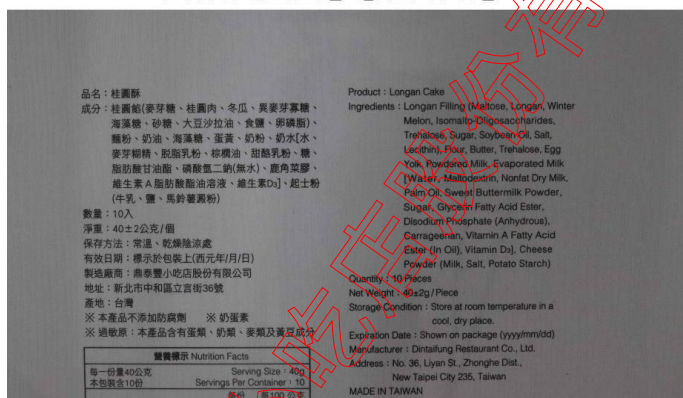 品名：桂圓酥
成分：桂圓餡(麥芽糖、桂圓肉、冬瓜、異麥芽寡糖、
海藻糖、砂糖、大豆沙拉油、食鹽、卵磷脂)、
麵粉、奶油、海藻糖、蛋黃、奶粉、奶水[水、
麥芽糊精、脫脂乳粉、棕櫚油、甜酪乳粉、糖、
脂肪酸甘油酯、磷酸氫二鈉(無水)、鹿角菜膠、
維生素A脂肪酸酯油溶液、維生素D₃]、起士粉
(牛乳、鹽、馬鈴薯澱粉)
數量：10入
淨重：40±2公克/個
保存方法：常溫、乾燥陰涼處
有效日期：標示於包裝上(西元年/月/日)
製造廠商：鼎泰豐小吃店股份有限公司
地址：新北市中和區立言街36號
產地：台灣
※ 本產品不添加防腐劑 ※ 奶蛋素
※ 過敏原：本產品含有蛋類、奶類、麥類及黃豆成分
營養標示 Nutrition Facts
每一份量40公克 Serving Size：40g
本包裝含10份 Servings Per Container：10
每份 每100公克
Product：Longan Cake
Ingredients：Longan Filling (Maltose, Longan, Winter
Melon, Isomalto-Oligosaccharides,
Trehalose, Sugar, Soybean Oil, Salt,
Lecithin), Flour, Butter, Trehalose, Egg
Yolk, Powdered Milk, Evaporated Milk
[Water, Maltodextrin, Nonfat Dry Milk,
Palm Oil, Sweet Buttermilk Powder,
Sugar, Glycerin Fatty Acid Ester,
Disodium Phosphate (Anhydrous),
Carrageenan, Vitamin A Fatty Acid
Ester (In Oil), Vitamin D₃], Cheese
Powder (Milk, Salt, Potato Starch)
Quantity：10 Pieces
Net Weight：40±2g / Piece
Storage Condition：Store at room temperature in a
cool, dry place.
Expiration Date：Shown on package (yyyy/mm/dd)
Manufacturer：Dintaifung Restaurant Co., Ltd.
Address：No. 36, Liyan St., Zhonghe Dist.,
New Taipei City 235, Taiwan
MADE IN TAIWAN
吃店股份有